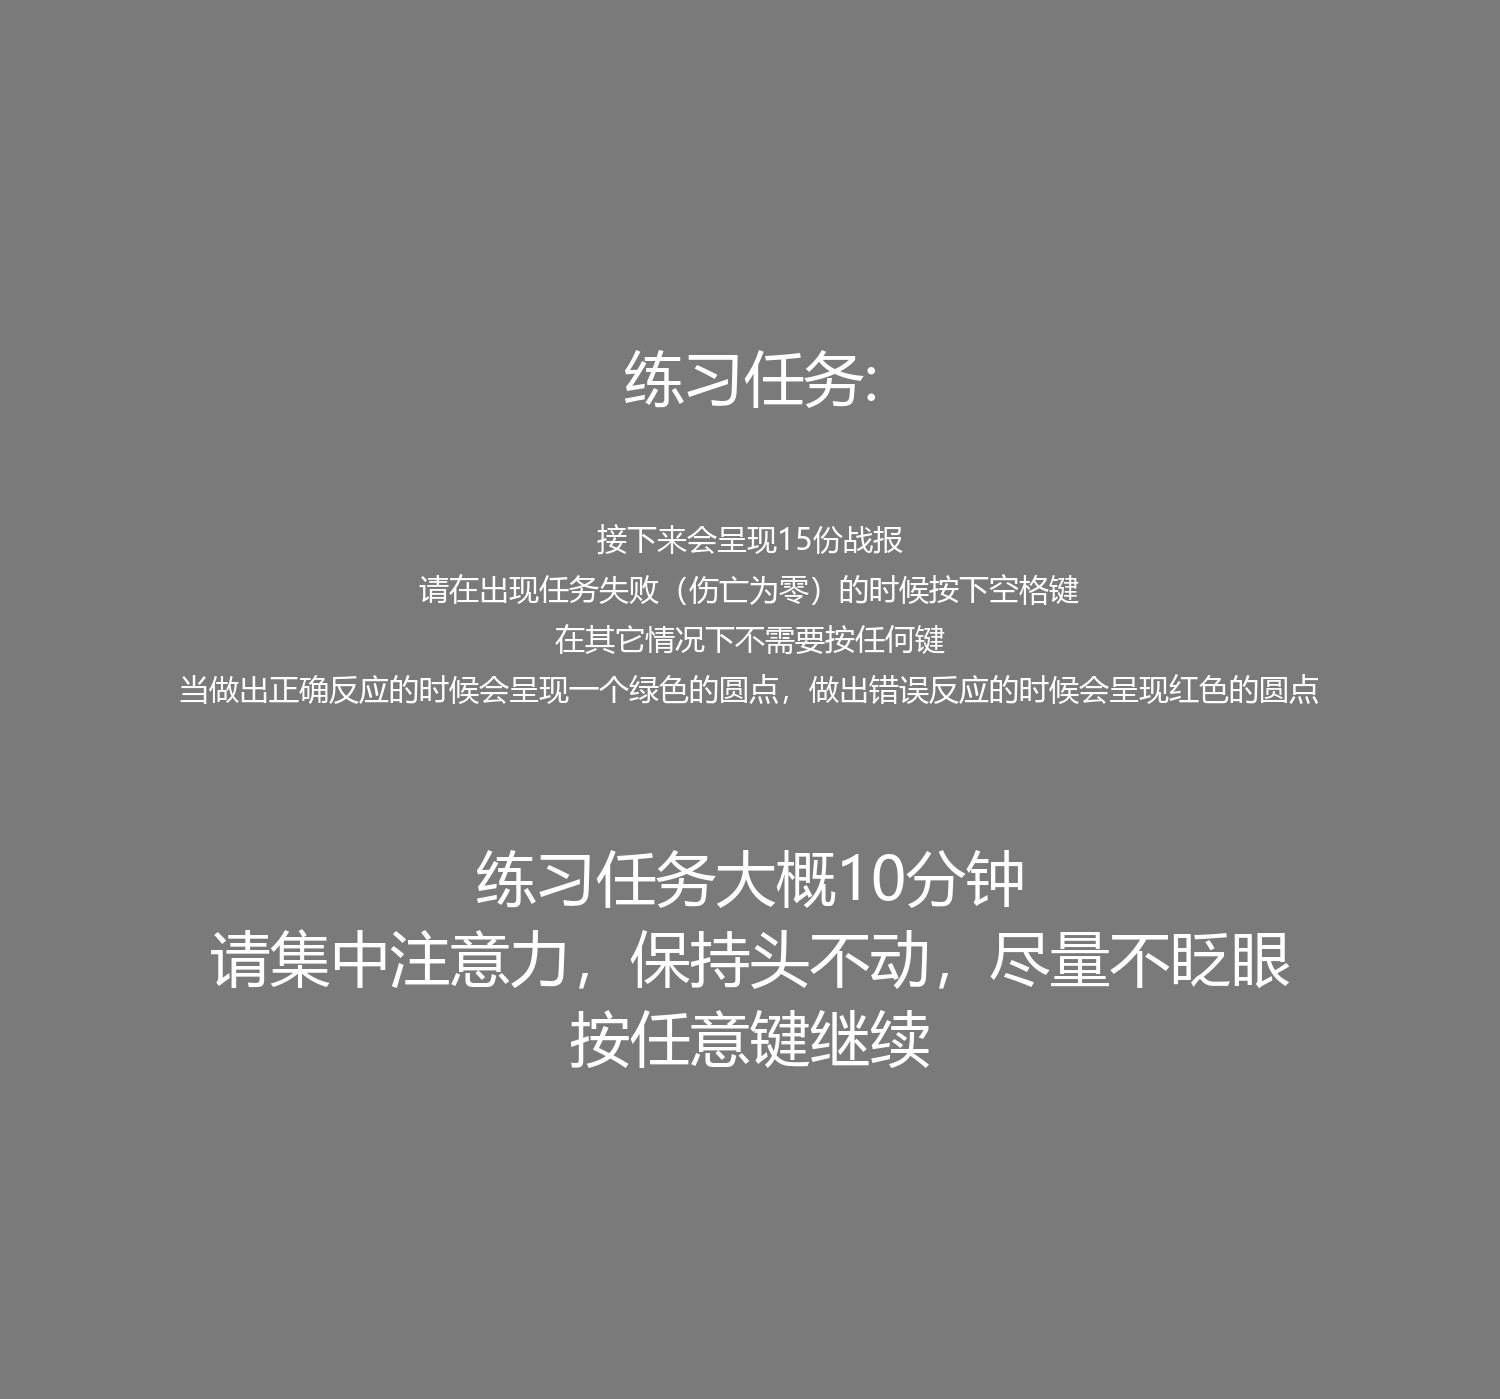 练习任务:
接下来会呈现15份战报
请在出现任务失败（伤亡为零）的时候按下空格键
在其它情况下不需要按任何键
当做出正确反应的时候会呈现一个绿色的圆点，做出错误反应的时候会呈现红色的圆点
练习任务大概10分钟
请集中注意力，保持头不动，尽量不眨眼
按任意键继续